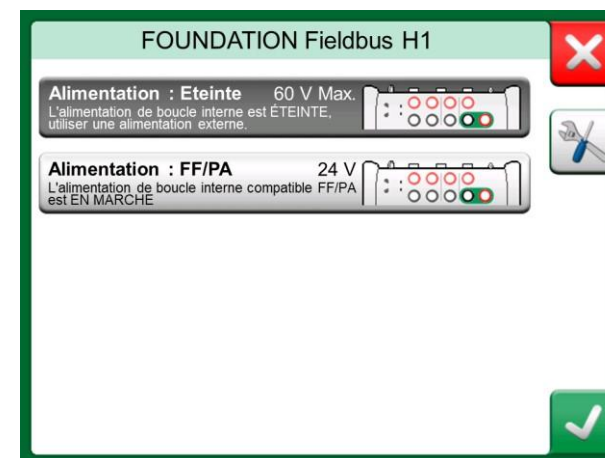 FOUNDATION Fieldbus H1
Alimentation : Eteinte 60 V Max.
L'alimentation de boucle interne est ÉTEINTE,
utiliser une alimentation externe.
Alimentation : FF/PA 24 V
L'alimentation de boucle interne compatible FF/PA
est EN MARCHE